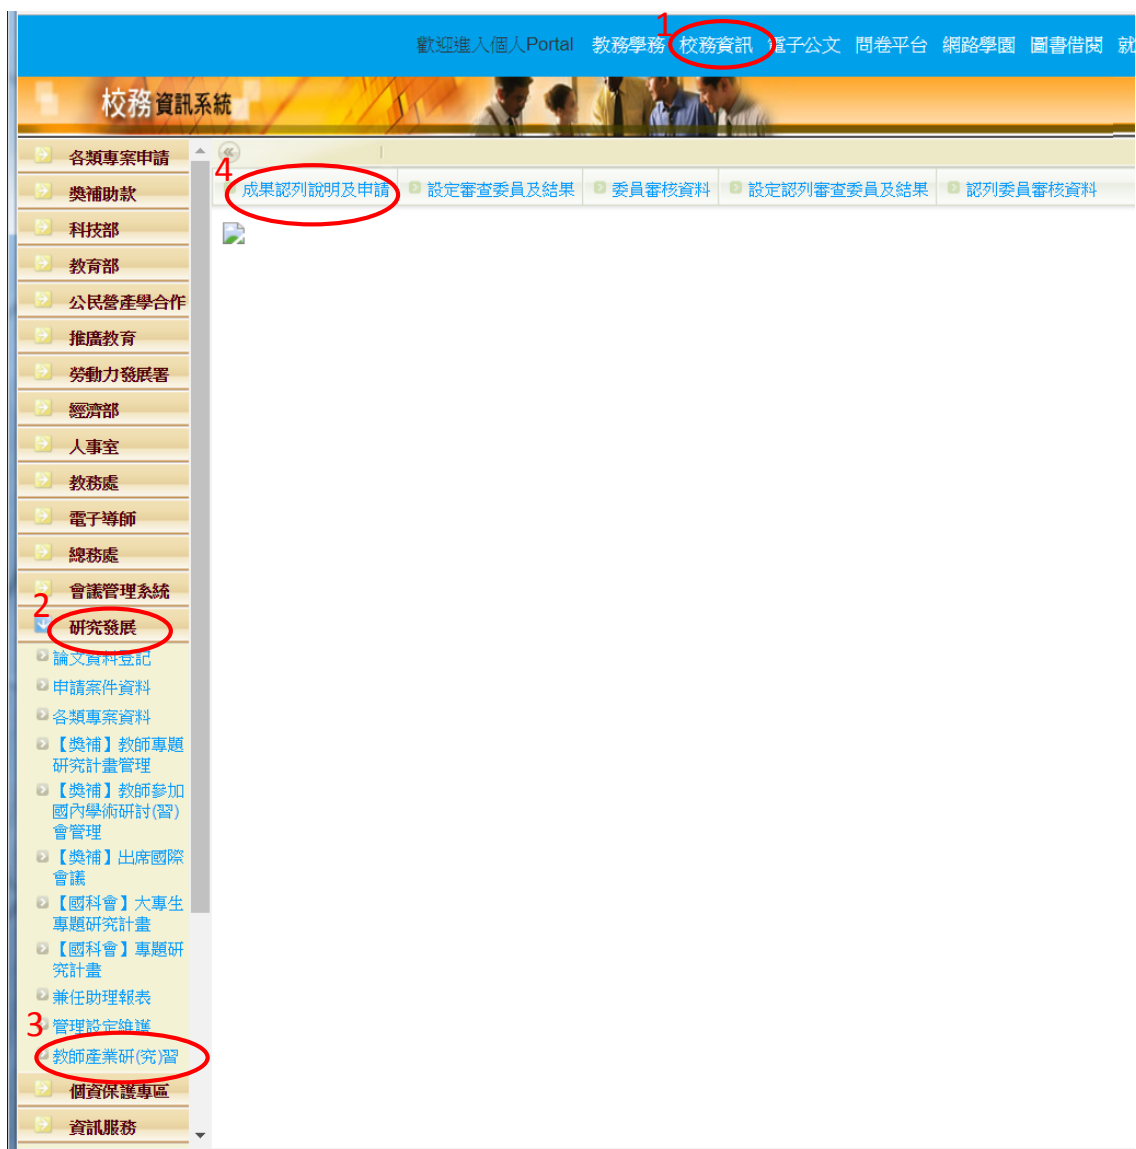 1
歡迎進入個人Portal 教務學務 校務資訊 電子公文 問卷平台 網路學園 圖書借閱 就
校務資訊系統
4
成果認列說明及申請 設定審查委員及結果 委員審核資料 設定認列審查委員及結果 認列委員審核資料
各類專案申請
獎補助款
科技部
教育部
公民營產學合作
推廣教育
勞動力發展署
經濟部
人事室
教務處
電子導師
總務處
會議管理系統
2
研究發展
論文資料登記
申請案件資料
各類專案資料
【獎補】教師專題
研究計畫管理
【獎補】教師參加
國內學術研討(習)
會管理
【獎補】出席國際
會議
【國科會】大專生
專題研究計畫
【國科會】專題研
究計畫
兼任助理報表
3
管理設定維護
教師產業研(究)習
個資保護專區
資訊服務